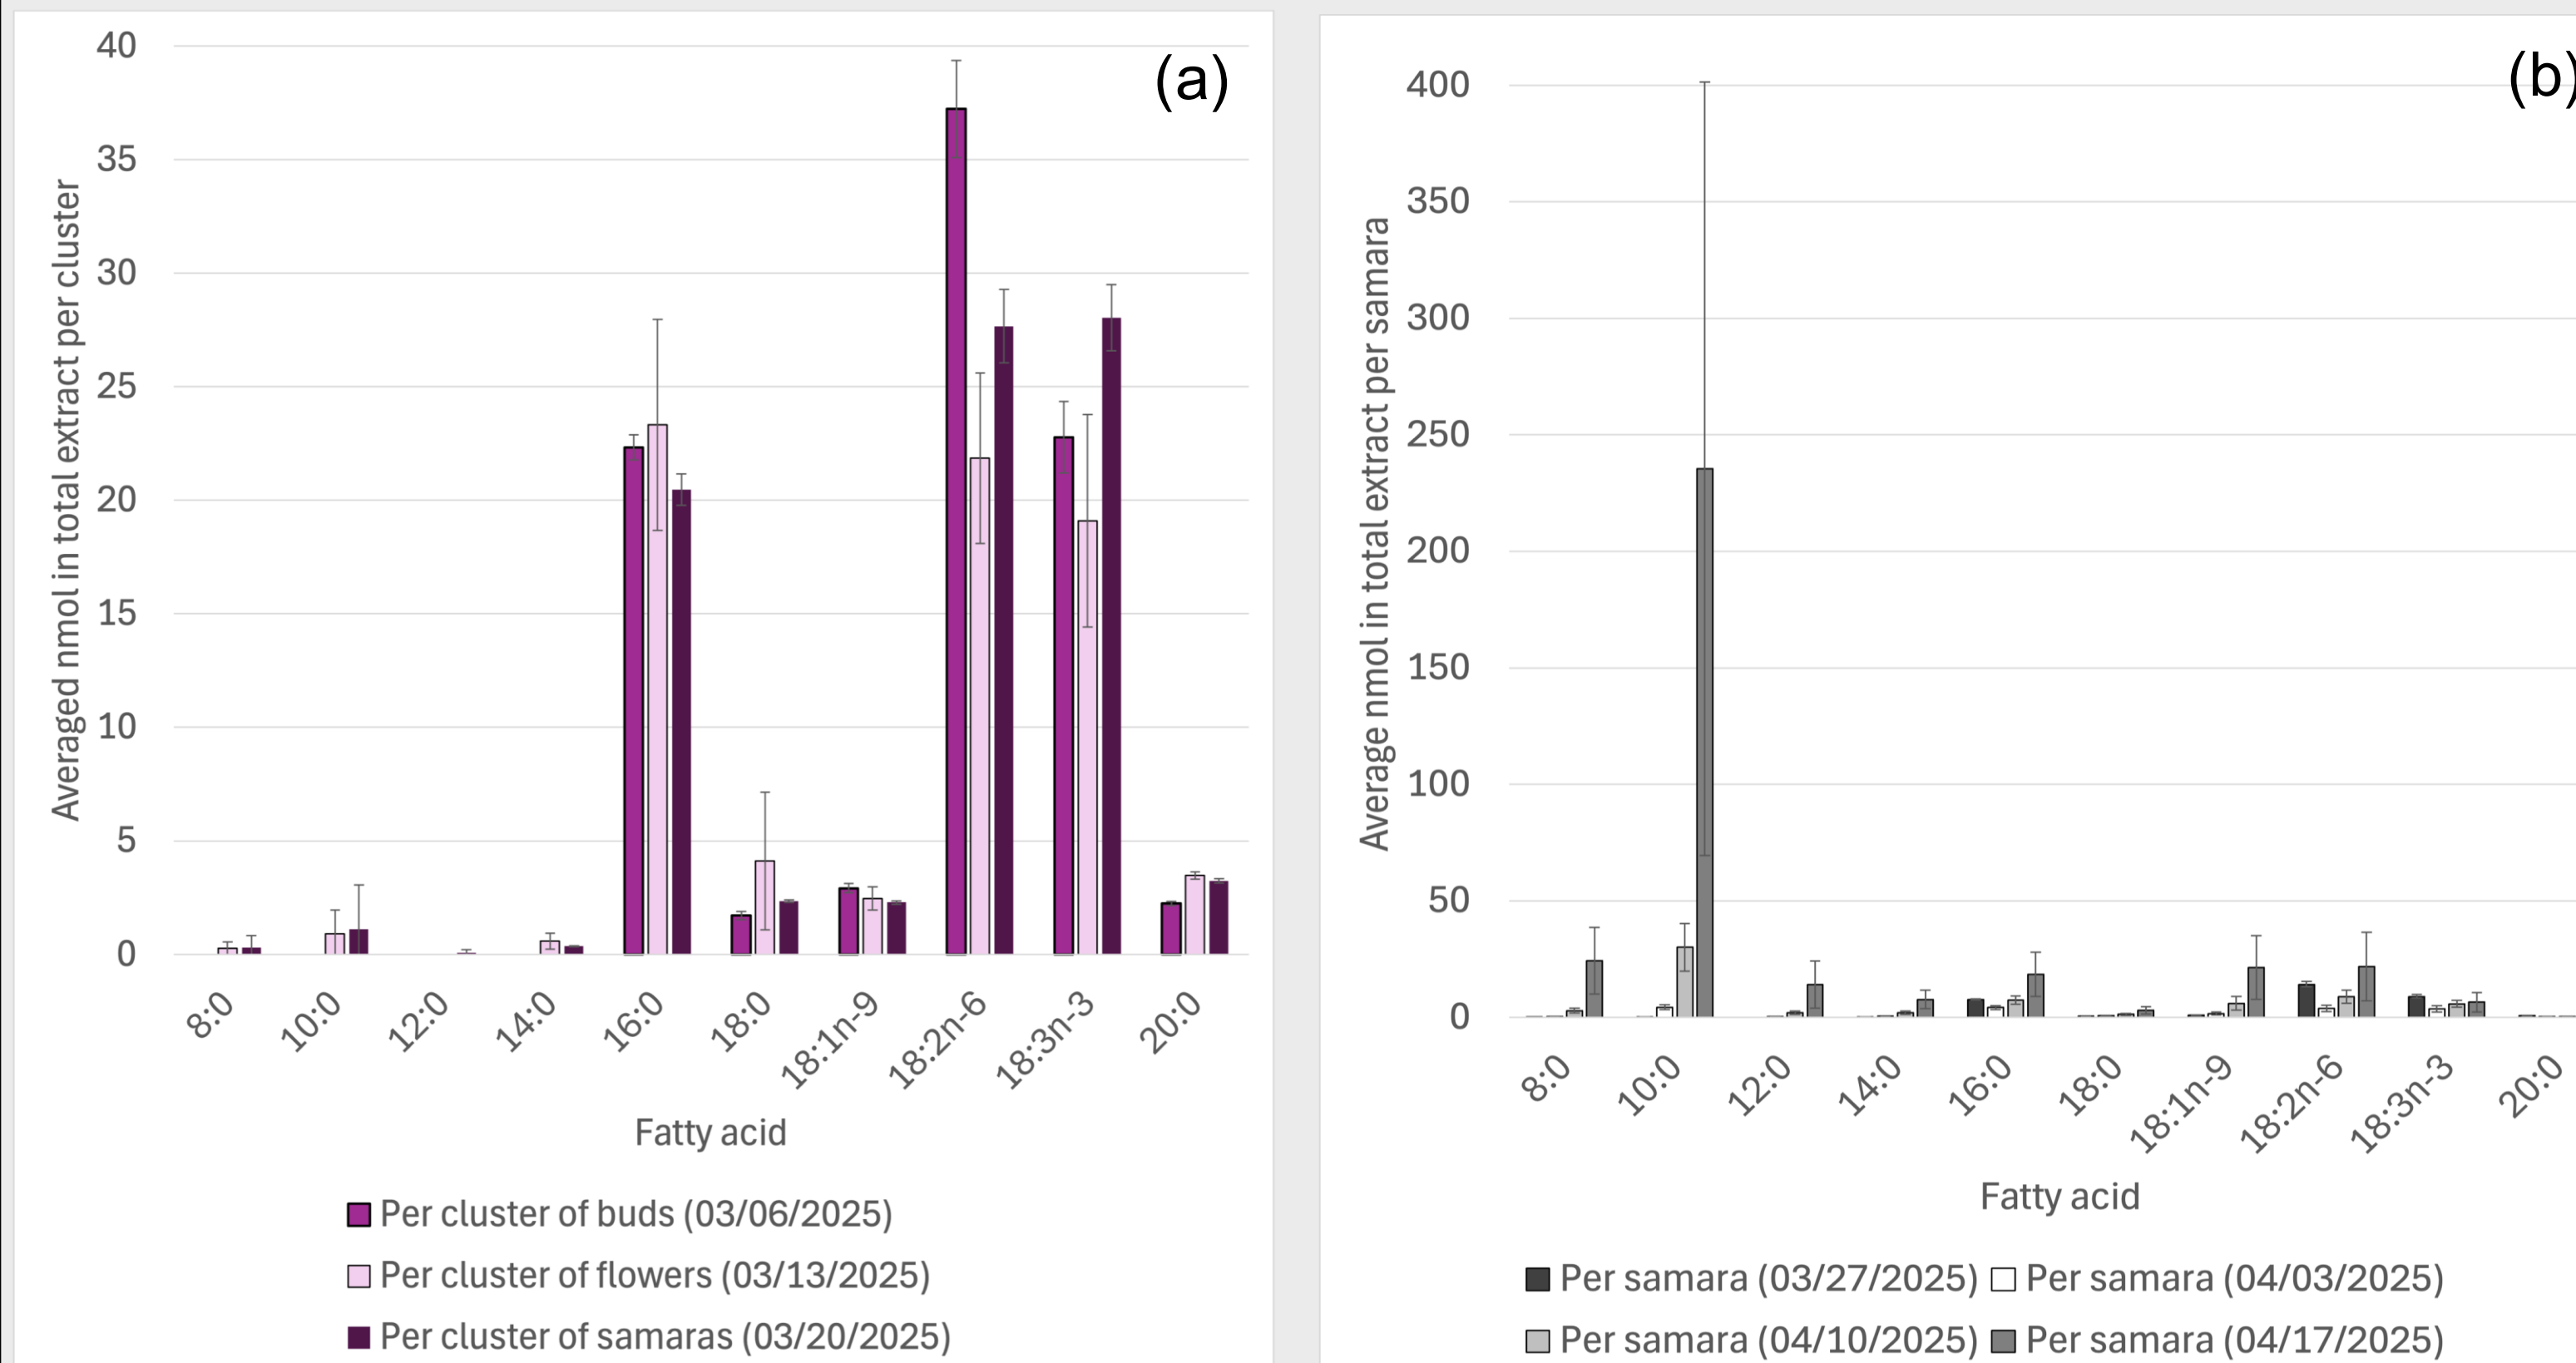 (a)
Averaged nmol in total extract per cluster
40
35
30
25
20
15
10
5
0
8:0 10:0 12:0 14:0 16:0 18:0 18:1n-9 18:2n-6 18:3n-3 20:0
Fatty acid
Per cluster of buds (03/06/2025)
Per cluster of flowers (03/13/2025)
Per cluster of samaras (03/20/2025)
(b)
Average nmol in total extract per samara
400
350
300
250
200
150
100
50
0
8:0 10:0 12:0 14:0 16:0 18:0 18:1n-9 18:2n-6 18:3n-3 20:0
Fatty acid
Per samara (03/27/2025) Per samara (04/03/2025)
Per samara (04/10/2025) Per samara (04/17/2025)